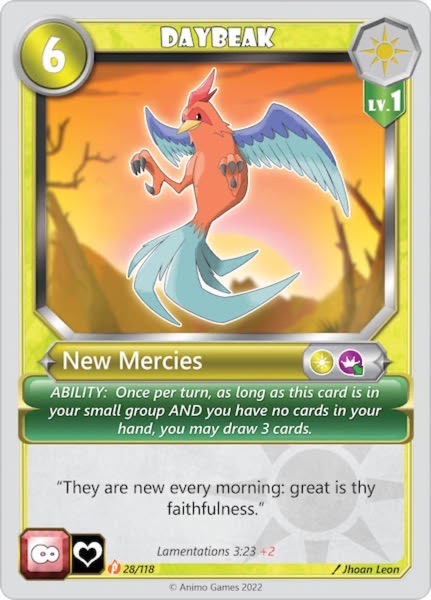 6
DAYBEAK
LV.1
New Mercies
ABILITY: Once per turn, as long as this card is in
your small group AND you have no cards in your
hand, you may draw 3 cards.
“They are new every morning: great is thy
faithfulness.”
Lamentations 3:23 +2
28/118
Jhoan Leon
© Animo Games 2022